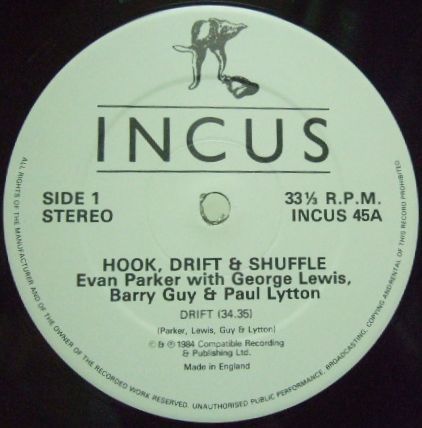 INCUS
SIDE 1
STEREO
33⅓ R.P.M.
INCUS 45A
HOOK, DRIFT & SHUFFLE
Evan Parker with George Lewis,
Barry Guy & Paul Lytton
DRIFT (34.35)
(Parker, Lewis, Guy & Lytton)
© & ℗ 1984 Compatible Recording
& Publishing Ltd.
Made in England
ALL RIGHTS OF THE MANUFACTURER AND OF THE OWNER OF THE RECORDED WORK RESERVED. UNAUTHORISED PUBLIC PERFORMANCE, BROADCASTING, COPYING AND RENTAL OF THIS RECORD PROHIBITED.